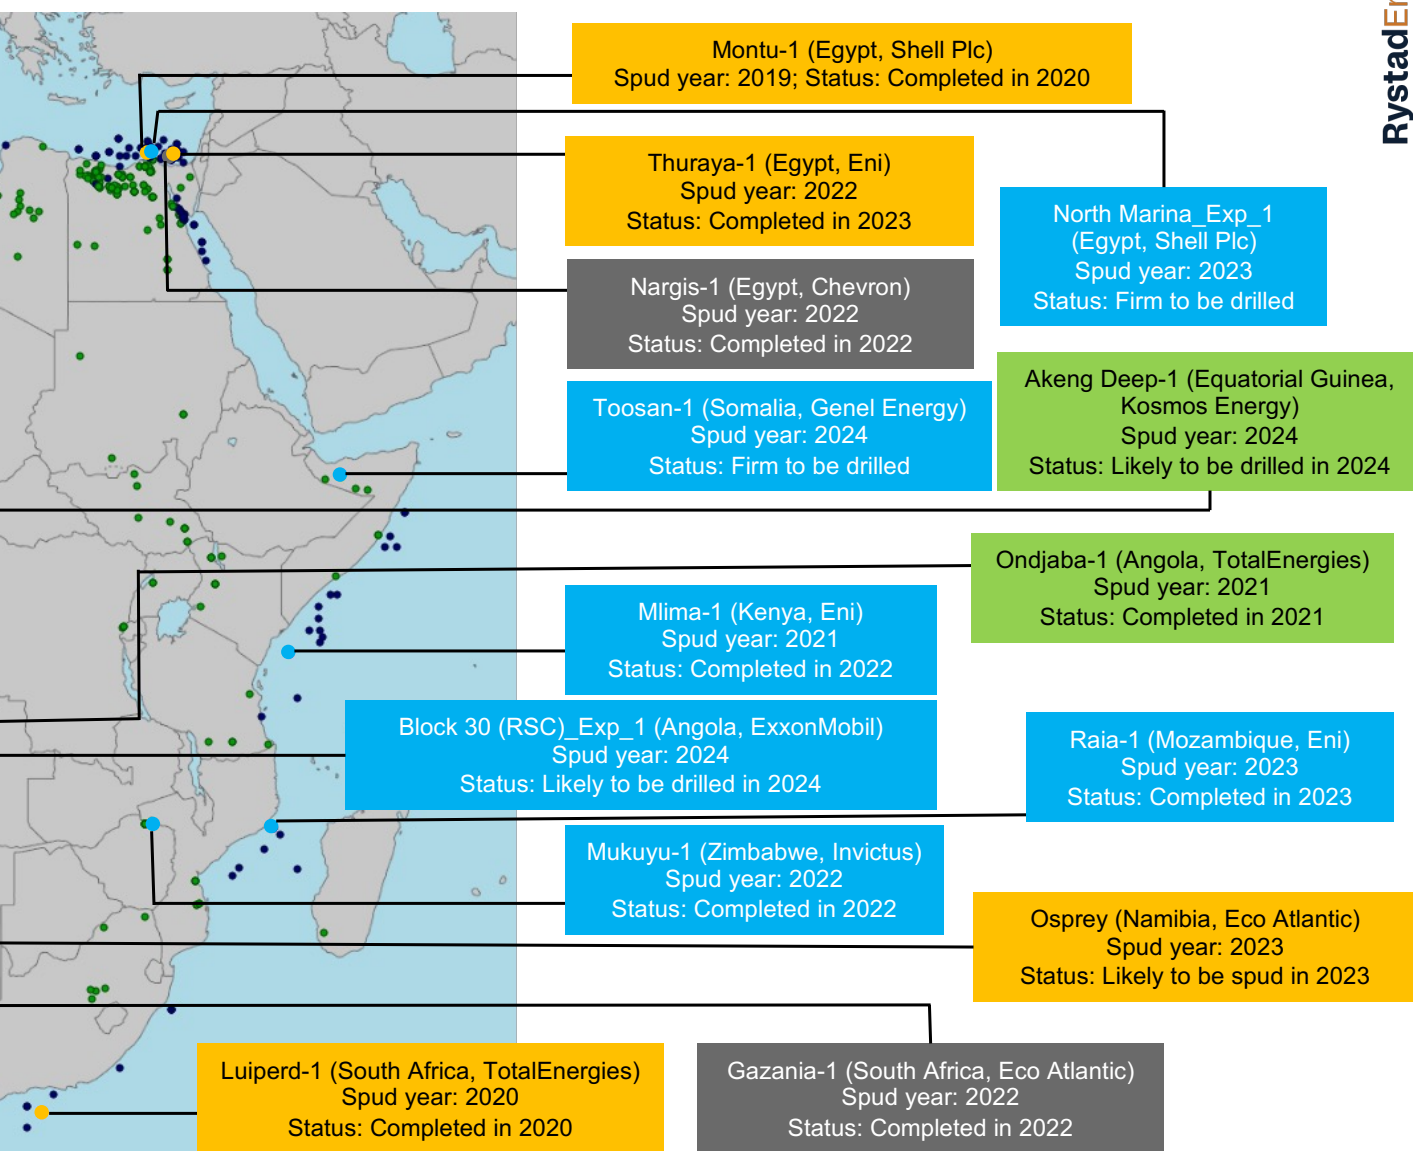 Montu-1 (Egypt, Shell Plc)
Spud year: 2019; Status: Completed in 2020
Thuraya-1 (Egypt, Eni)
Spud year: 2022
Status: Completed in 2023
North Marina_Exp_1
(Egypt, Shell Plc)
Spud year: 2023
Status: Firm to be drilled
Nargis-1 (Egypt, Chevron)
Spud year: 2022
Status: Completed in 2022
Akeng Deep-1 (Equatorial Guinea,
Kosmos Energy)
Spud year: 2024
Status: Likely to be drilled in 2024
Toosan-1 (Somalia, Genel Energy)
Spud year: 2024
Status: Firm to be drilled
Ondjaba-1 (Angola, TotalEnergies)
Spud year: 2021
Status: Completed in 2021
Mlima-1 (Kenya, Eni)
Spud year: 2021
Status: Completed in 2022
Block 30 (RSC)_Exp_1 (Angola, ExxonMobil)
Spud year: 2024
Status: Likely to be drilled in 2024
Raia-1 (Mozambique, Eni)
Spud year: 2023
Status: Completed in 2023
Mukuyu-1 (Zimbabwe, Invictus)
Spud year: 2022
Status: Completed in 2022
Osprey (Namibia, Eco Atlantic)
Spud year: 2023
Status: Likely to be spud in 2023
Luiperd-1 (South Africa, TotalEnergies)
Spud year: 2020
Status: Completed in 2020
Gazania-1 (South Africa, Eco Atlantic)
Spud year: 2022
Status: Completed in 2022
RystadEn